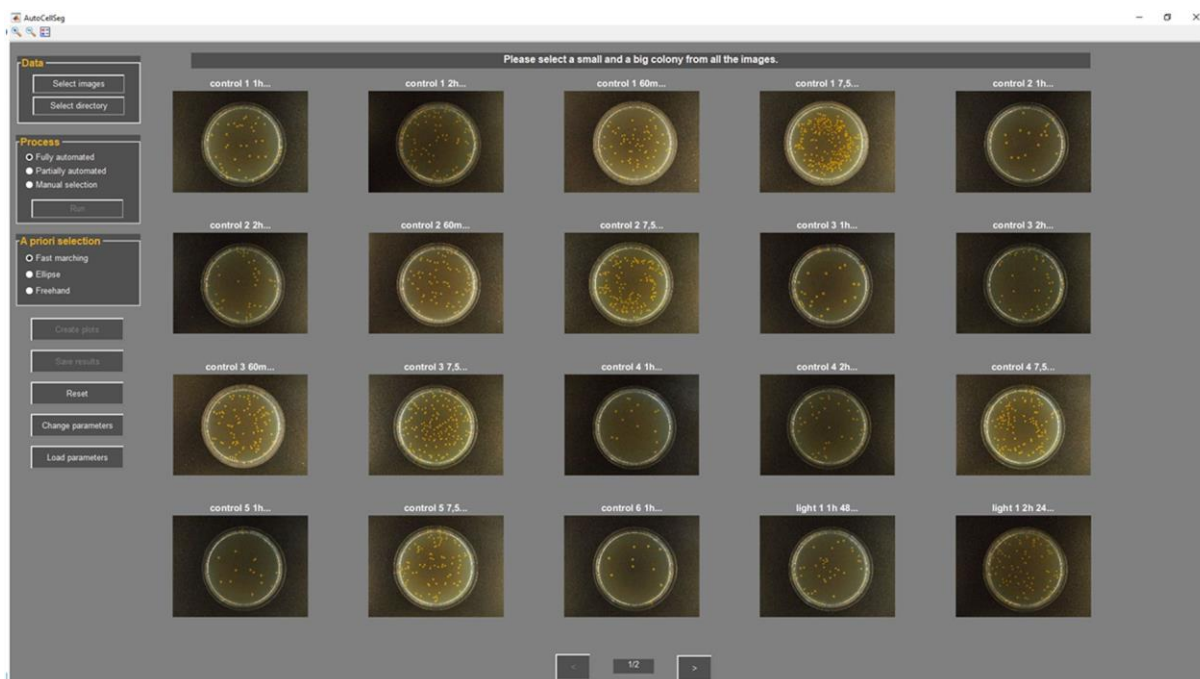 AutoCellSeg
Data
Select images
Select directory
Process
Fully automated
Partially automated
Manual selection
Run
A priori selection
Fast marching
Ellipse
Freehand
Create plots
Save results
Reset
Change parameters
Load parameters
Please select a small and a big colony from all the images.
control 1 1h...
control 1 2h...
control 1 60m...
control 1 7,5...
control 2 1h...
control 2 2h...
control 2 60m...
control 2 7,5...
control 3 1h...
control 3 2h...
control 3 60m...
control 3 7,5...
control 4 1h...
control 4 2h...
control 4 7,5...
control 5 1h...
control 5 7,5...
control 6 1h...
light 1 1h 48...
light 1 2h 24...
<
1/2
>